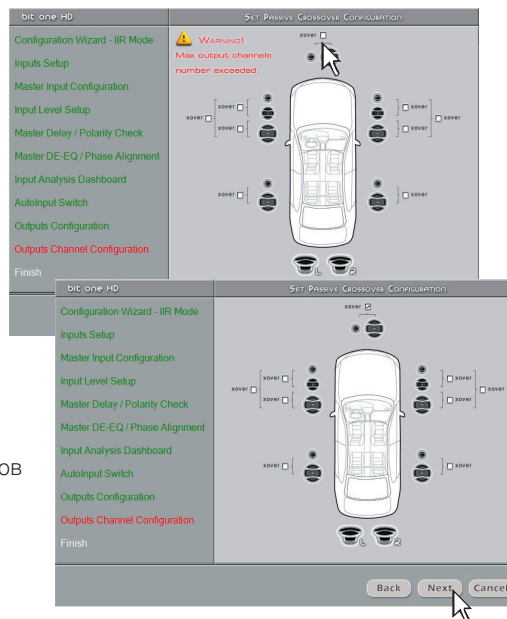 bit one HD
Set Passive Crossover Configuration
Configuration Wizard - IIR Mode
Inputs Setup
Master Input Configuration
Input Level Setup
Master Delay / Polarity Check
Master DE-EQ / Phase Alignment
Input Analysis Dashboard
AutoInput Switch
Outputs Configuration
Outputs Channel Configuration
Finish
Warning!
Max output channels
number exceeded.
xover
xover
xover
xover
xover
xover
xover
xover
xover
L R
bit one HD
Set Passive Crossover Configuration
Configuration Wizard - IIR Mode
Inputs Setup
Master Input Configuration
Input Level Setup
Master Delay / Polarity Check
Master DE-EQ / Phase Alignment
Input Analysis Dashboard
AutoInput Switch
Outputs Configuration
Outputs Channel Configuration
Finish
xover
xover
xover
xover
xover
xover
xover
xover
xover
L R
Back Next Cancel
ОВ